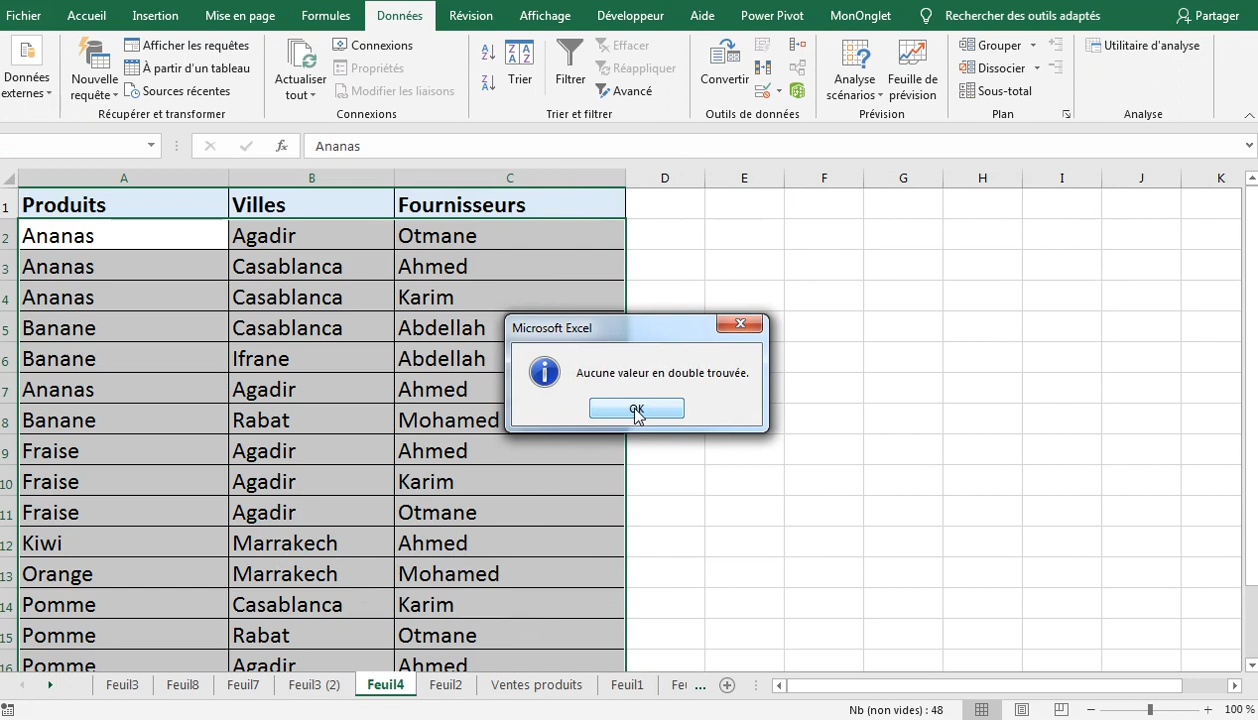 Fichier Accueil Insertion Mise en page Formules Données Révision Affichage Développeur Aide Power Pivot MonOnglet Rechercher des outils adaptés Partager
Données externes
Nouvelle requête
Afficher les requêtes
À partir d'un tableau
Sources récentes
Récupérer et transformer
Actualiser tout
Connexions
Propriétés
Modifier les liaisons
Connexions
Trier
Filtrer
Effacer
Réappliquer
Avancé
Trier et filtrer
Convertir
Outils de données
Analyse scénarios
Feuille de prévision
Prévision
Grouper
Dissocier
Sous-total
Plan
Utilitaire d'analyse
Analyse
fx Ananas
A B C D E F G H I J K
1 Produits Villes Fournisseurs
2 Ananas Agadir Otmane
3 Ananas Casablanca Ahmed
4 Ananas Casablanca Karim
5 Banane Casablanca Abdellah
6 Banane Ifrane Abdellah
7 Ananas Agadir Ahmed
8 Banane Rabat Mohamed
9 Fraise Agadir Ahmed
10 Fraise Agadir Karim
11 Fraise Agadir Otmane
12 Kiwi Marrakech Ahmed
13 Orange Marrakech Mohamed
14 Pomme Casablanca Karim
15 Pomme Rabat Otmane
16 Pomme Agadir Ahmed
Microsoft Excel
Aucune valeur en double trouvée.
OK
Feuil3 Feuil8 Feuil7 Feuil3 (2) Feuil4 Feuil2 Ventes produits Feuil1 Feu ...
Nb (non vides) : 48 100 %